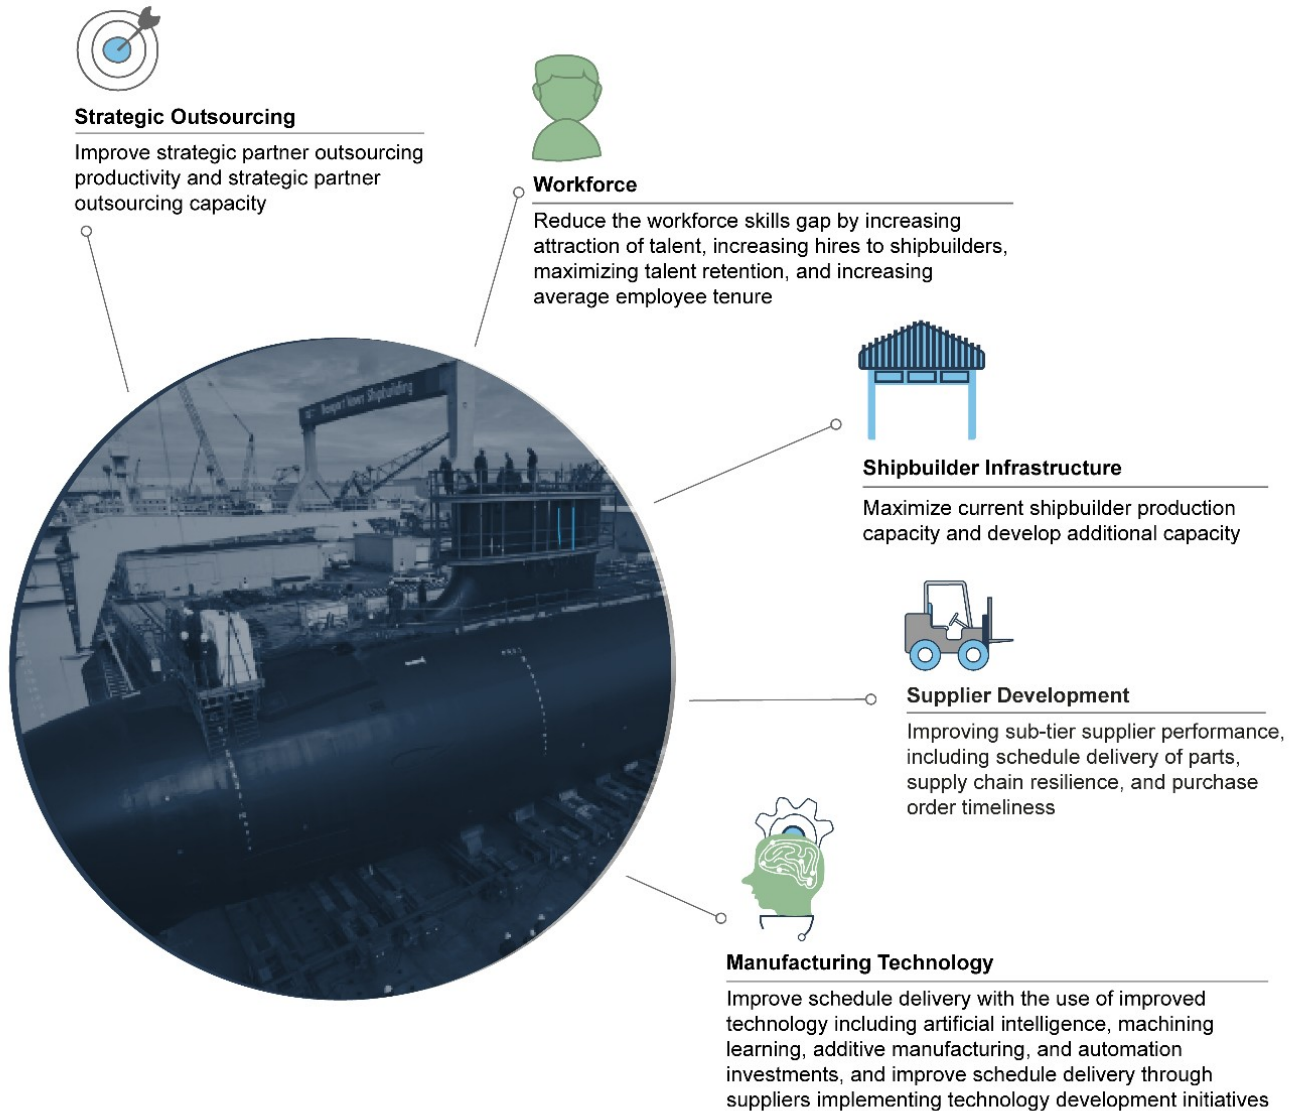 Strategic Outsourcing
Improve strategic partner outsourcing
productivity and strategic partner
outsourcing capacity
Workforce
Reduce the workforce skills gap by increasing
attraction of talent, increasing hires to shipbuilders,
maximizing talent retention, and increasing
average employee tenure
Newport News Shipbuilding
Shipbuilder Infrastructure
Maximize current shipbuilder production
capacity and develop additional capacity
Supplier Development
Improving sub-tier supplier performance,
including schedule delivery of parts,
supply chain resilience, and purchase
order timeliness
Manufacturing Technology
Improve schedule delivery with the use of improved
technology including artificial intelligence, machining
learning, additive manufacturing, and automation
investments, and improve schedule delivery through
suppliers implementing technology development initiatives